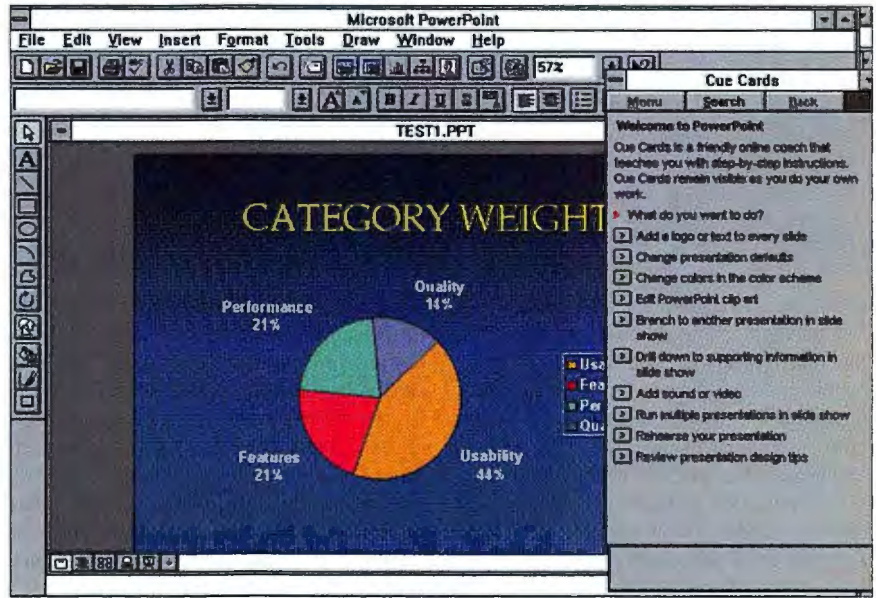 Microsoft PowerPoint
File Edit View Insert Format Tools Draw Window Help
57%
Cue Cards
Menu Search Back
TEST1.PPT
CATEGORY WEIGHT
Quality
14%
Performance
21%
Features
21%
Usability
44%
Usa
Fea
Per
Qua
Welcome to PowerPoint
Cue Cards is a friendly online coach that
teaches you with step-by-step instructions.
Cue Cards remain visible as you do your own
work.
What do you want to do?
Add a logo or text to every slide
Change presentation defaults
Change colors in the color scheme
Edit PowerPoint clip art
Branch to another presentation in slide
show
Drill down to supporting information in
slide show
Add sound or video
Run multiple presentations in slide show
Rehearse your presentation
Review presentation design tips